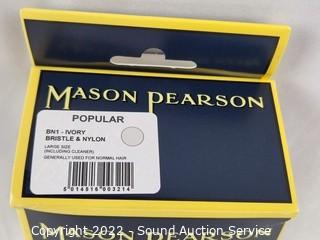 MASON PEARSON
POPULAR
BN1 - IVORY
BRISTLE & NYLON
LARGE SIZE
(INCLUDING CLEANER)
GENERALLY USED FOR NORMAL HAIR
5 014516 003214
Copyright 2022 - Sound Auction Service